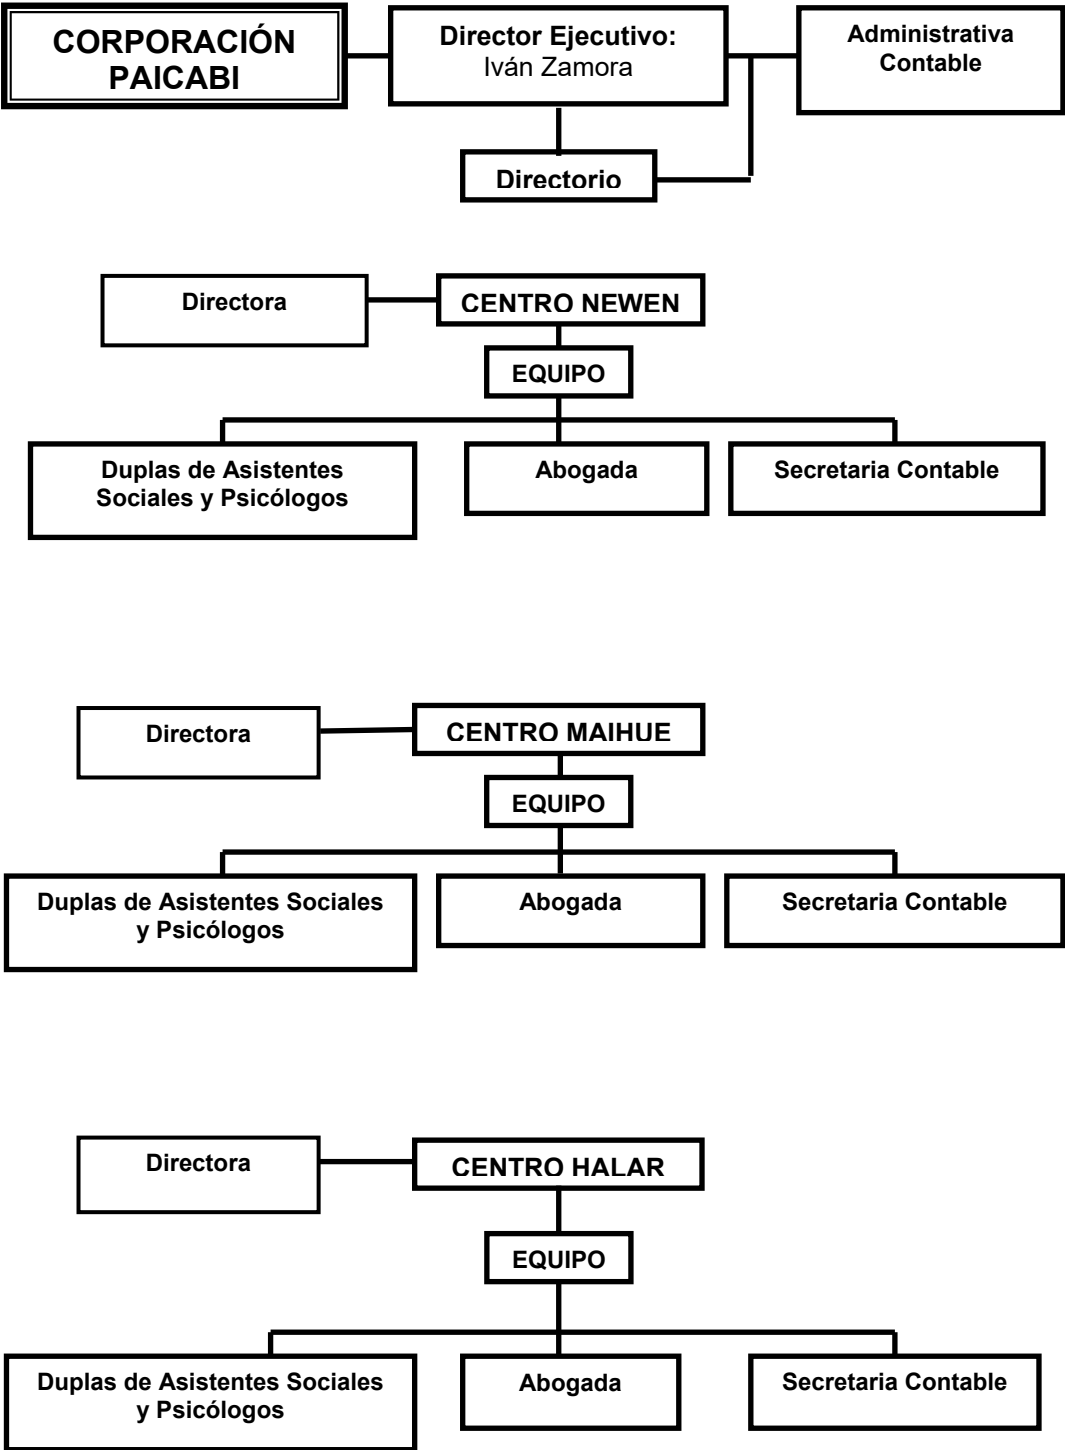 CORPORACIÓN
PAICABI
Director Ejecutivo:
Iván Zamora
Administrativa
Contable
Directorio
Directora
CENTRO NEWEN
EQUIPO
Duplas de Asistentes
Sociales y Psicólogos
Abogada
Secretaria Contable
Directora
CENTRO MAIHUE
EQUIPO
Duplas de Asistentes Sociales
y Psicólogos
Abogada
Secretaria Contable
Directora
CENTRO HALAR
EQUIPO
Duplas de Asistentes Sociales
y Psicólogos
Abogada
Secretaria Contable